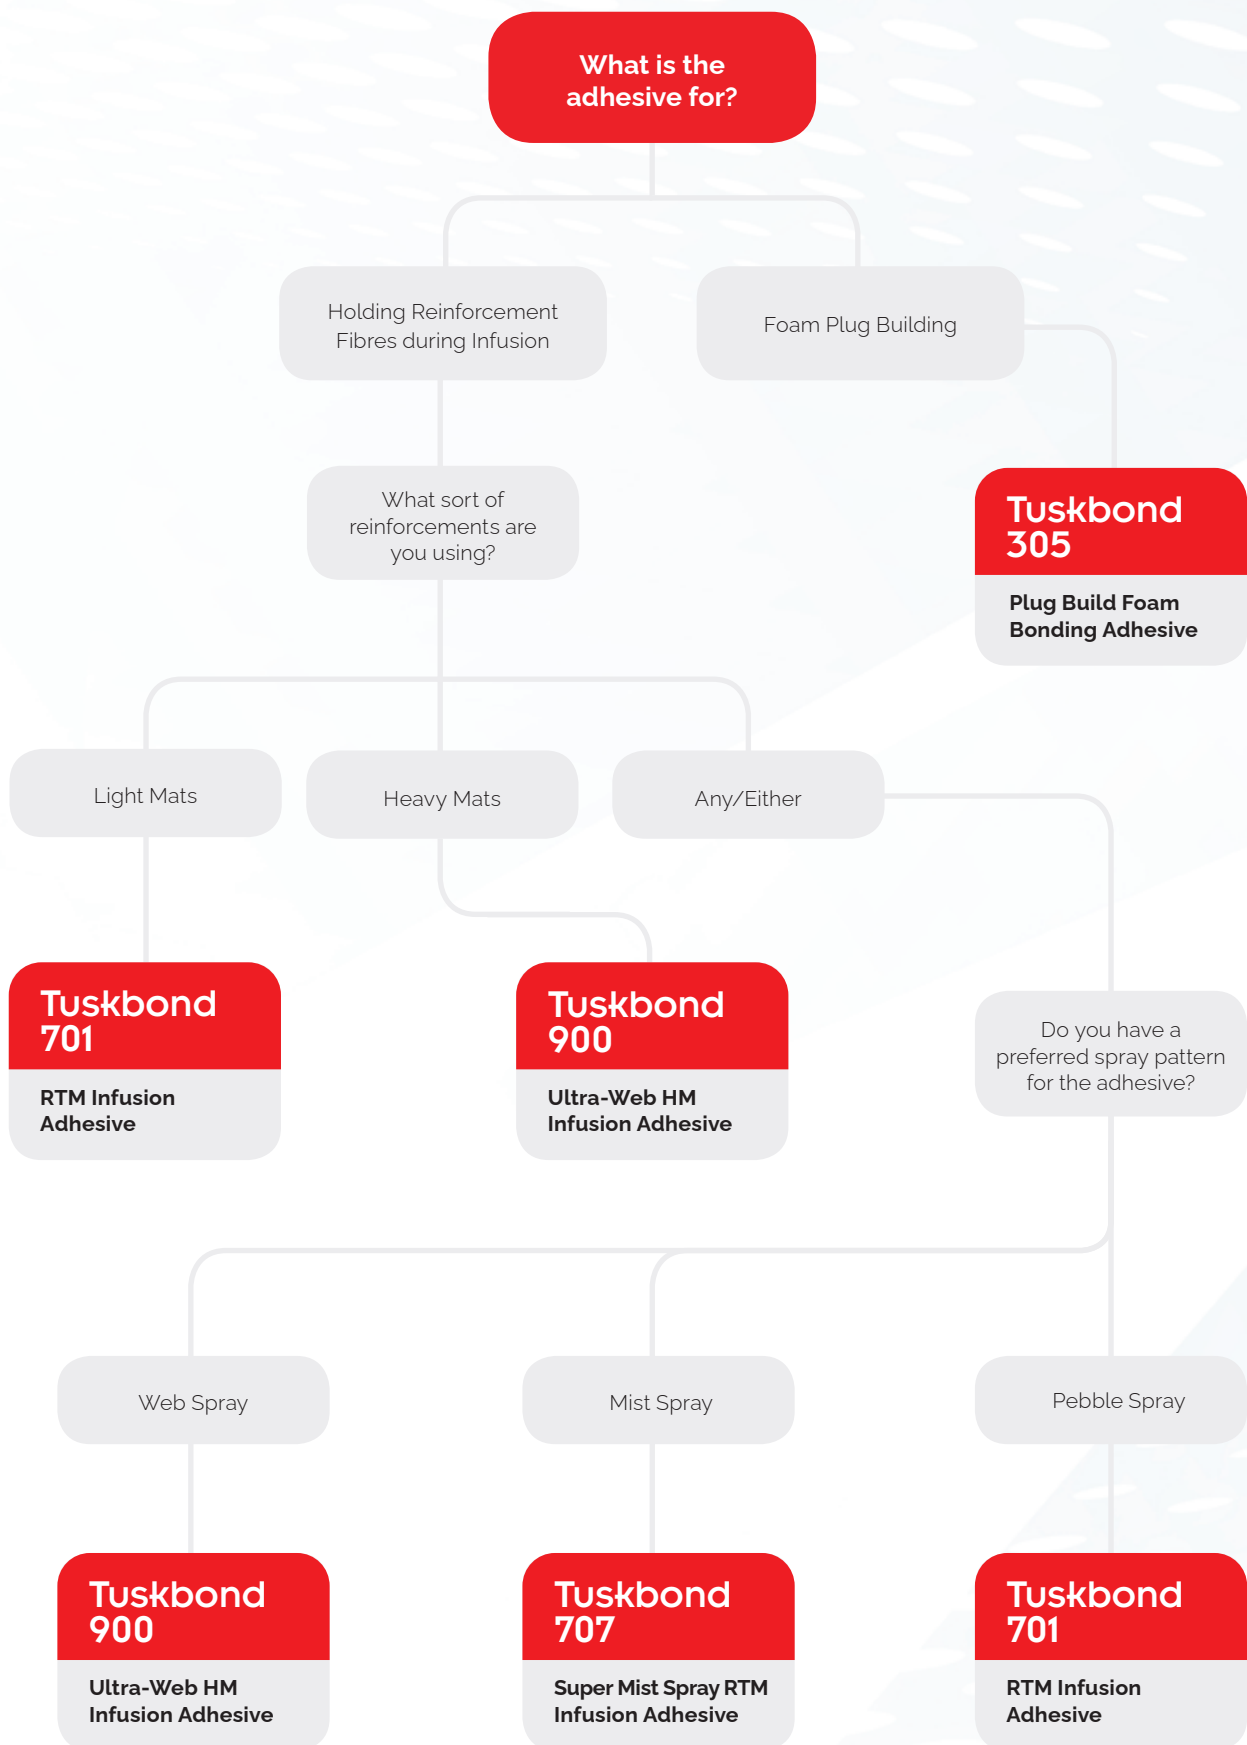 What is the
adhesive for?
Holding Reinforcement
Fibres during Infusion
Foam Plug Building
What sort of
reinforcements are
you using?
Tuskbond
305
Plug Build Foam
Bonding Adhesive
Light Mats
Heavy Mats
Any/Either
Tuskbond
701
RTM Infusion
Adhesive
Tuskbond
900
Ultra-Web HM
Infusion Adhesive
Do you have a
preferred spray pattern
for the adhesive?
Web Spray
Mist Spray
Pebble Spray
Tuskbond
900
Ultra-Web HM
Infusion Adhesive
Tuskbond
707
Super Mist Spray RTM
Infusion Adhesive
Tuskbond
701
RTM Infusion
Adhesive